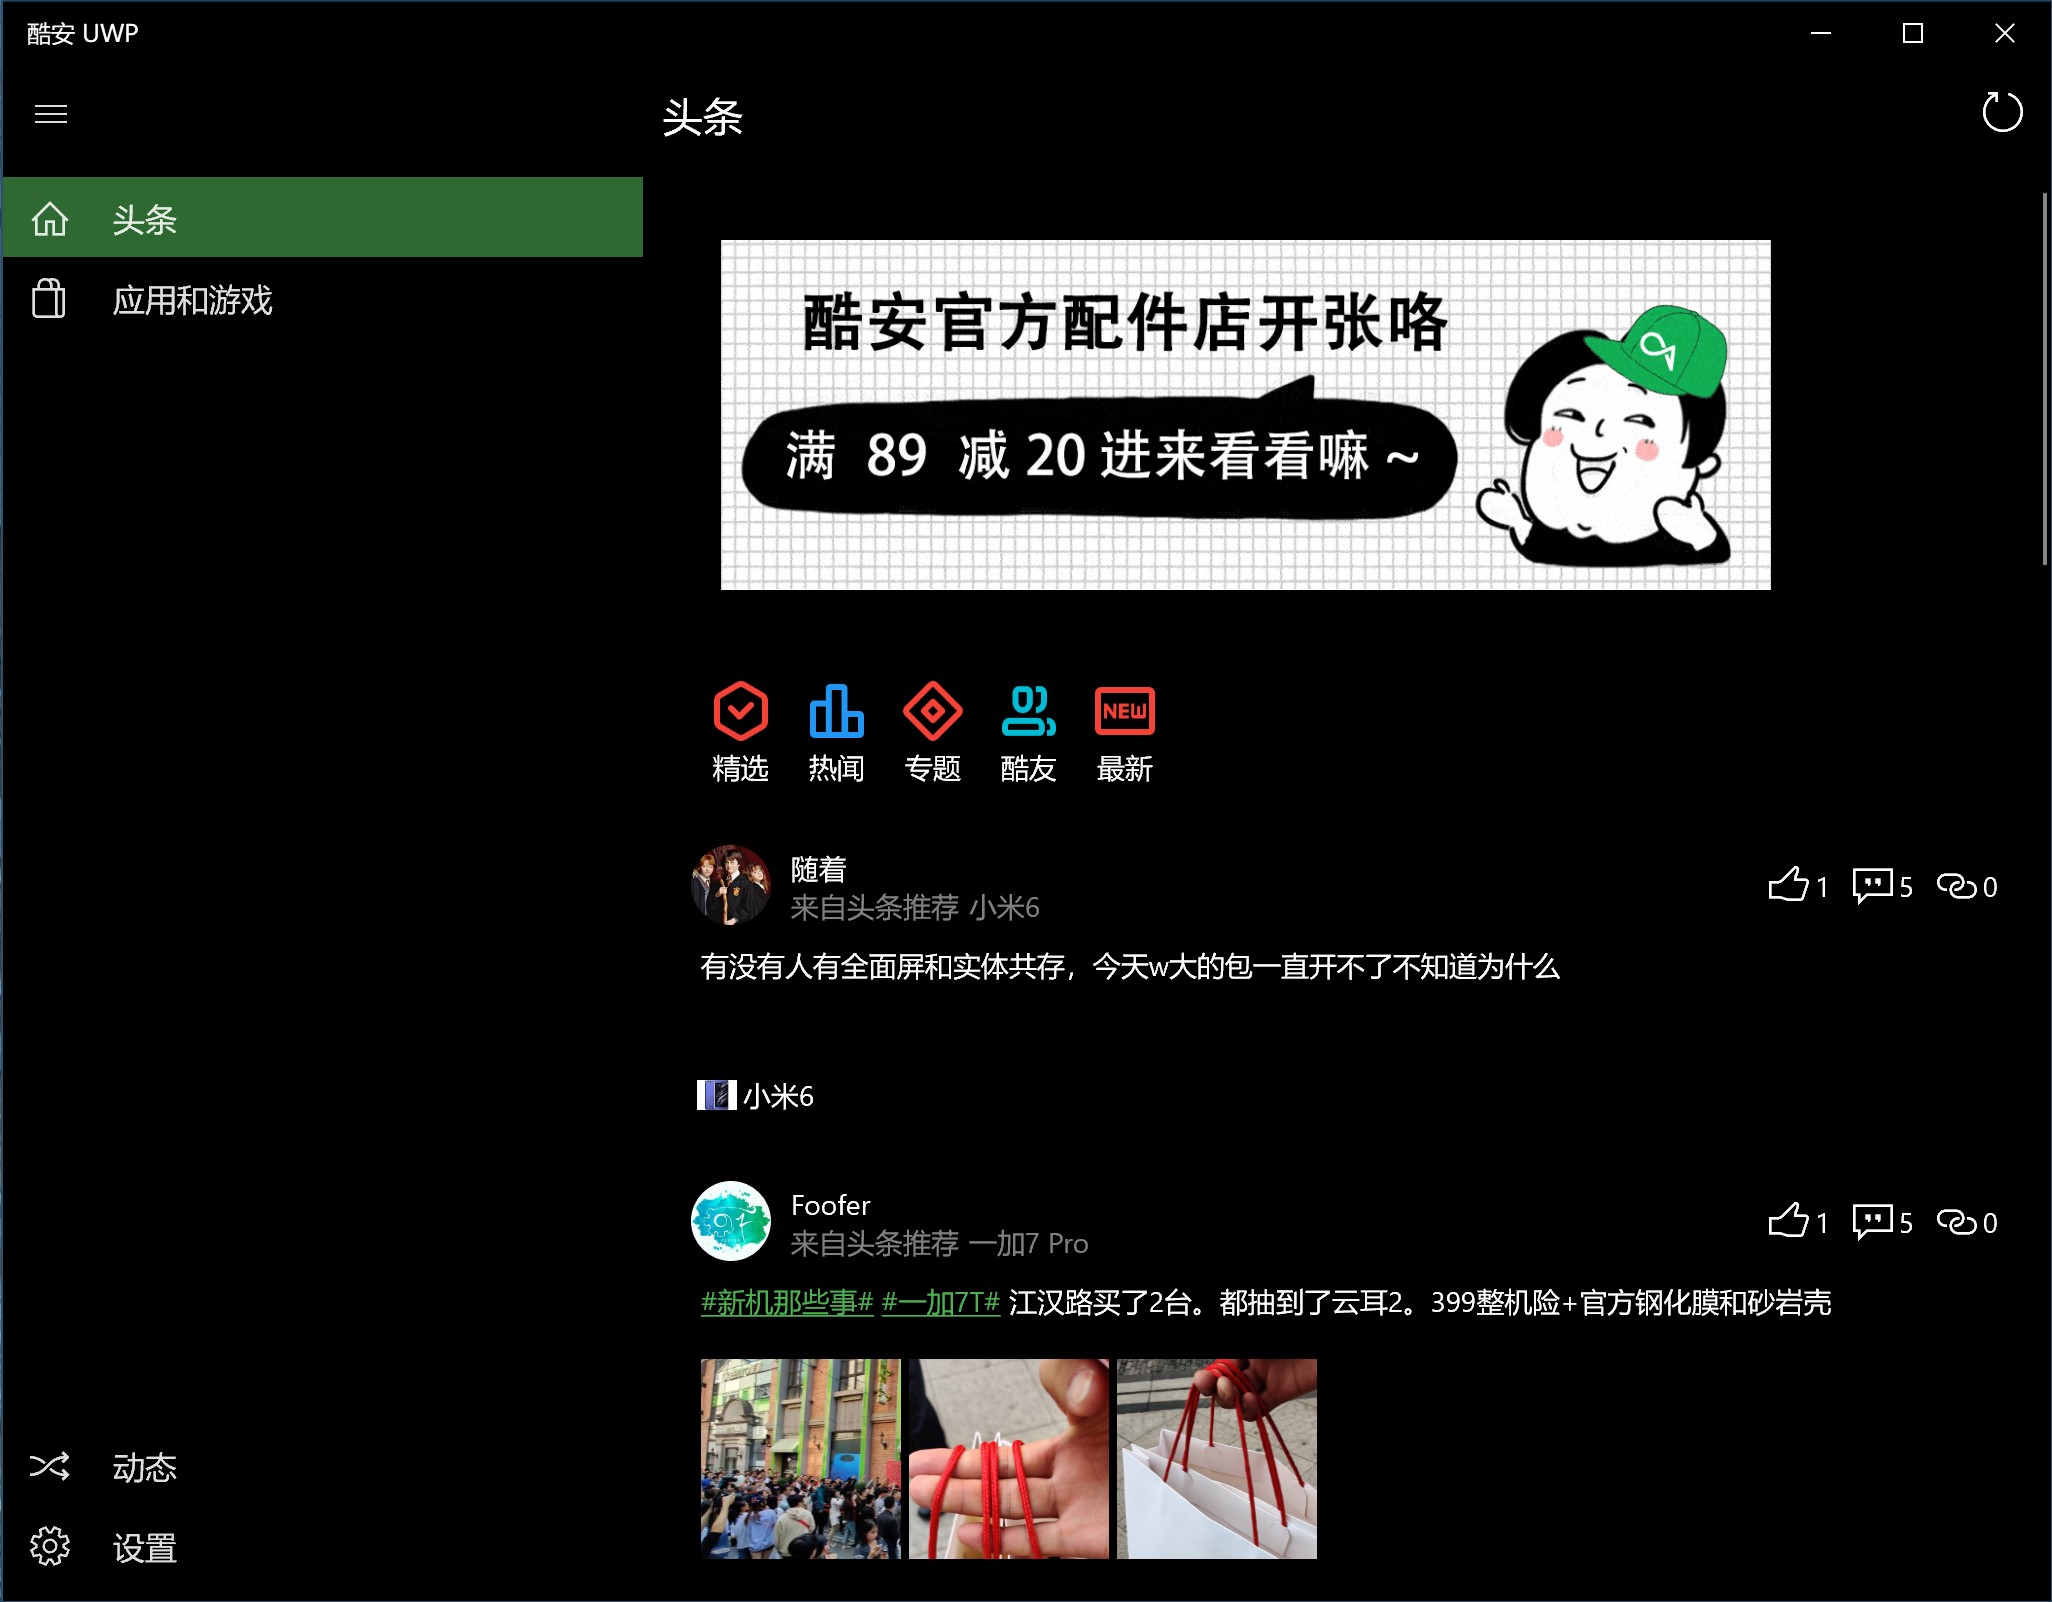 酷安 UWP
头条
头条
应用和游戏
酷安官方配件店开张咯
满 89 减 20 进来看看嘛 ~
精选 热闻 专题 酷友 NEW 最新
随着
来自头条推荐 小米6
1 5 0
有没有人有全面屏和实体共存，今天w大的包一直开不了不知道为什么
小米6
Foofer
来自头条推荐 一加7 Pro
1 5 0
#新机那些事# #一加7T# 江汉路买了2台。都抽到了云耳2。399整机险+官方钢化膜和砂岩壳
动态
设置